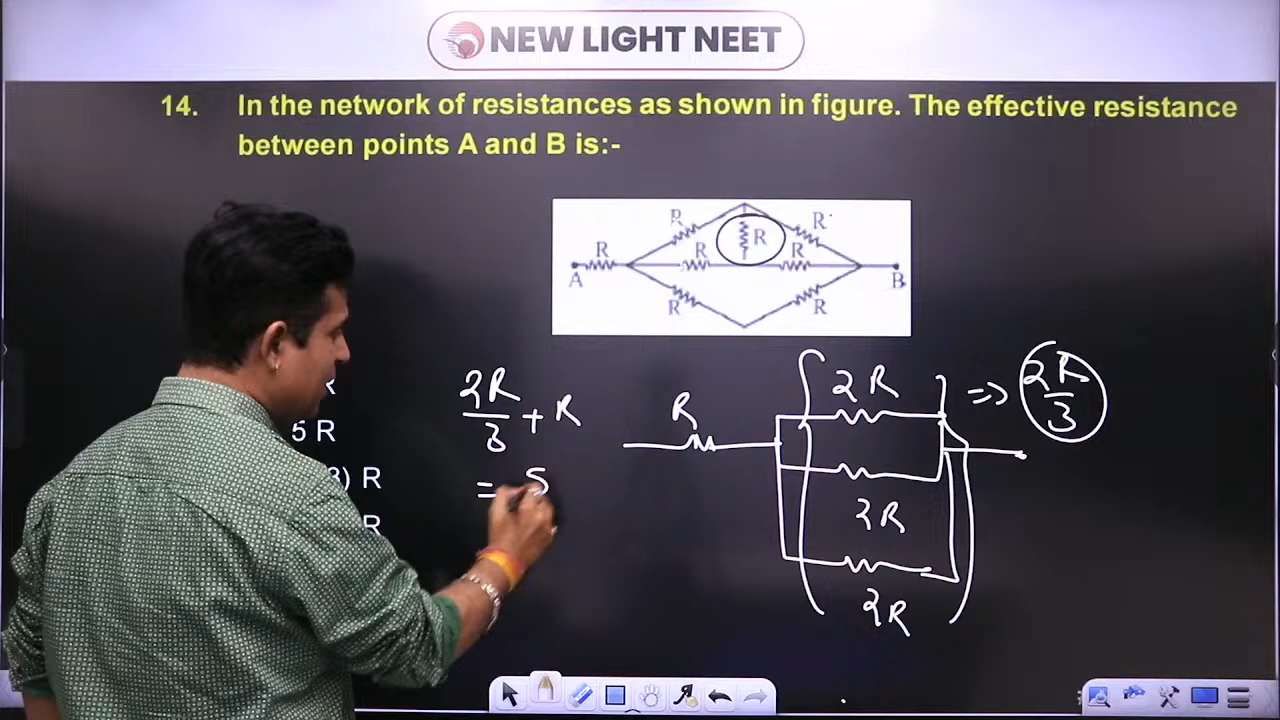 NEW LIGHT NEET
14. In the network of resistances as shown in figure. The effective resistance
between points A and B is:-
R R
R R R R
A B
R R
5 R
) R
R
2R/3 + R
= 5
R
2R
2R
2R
=> 2R/3